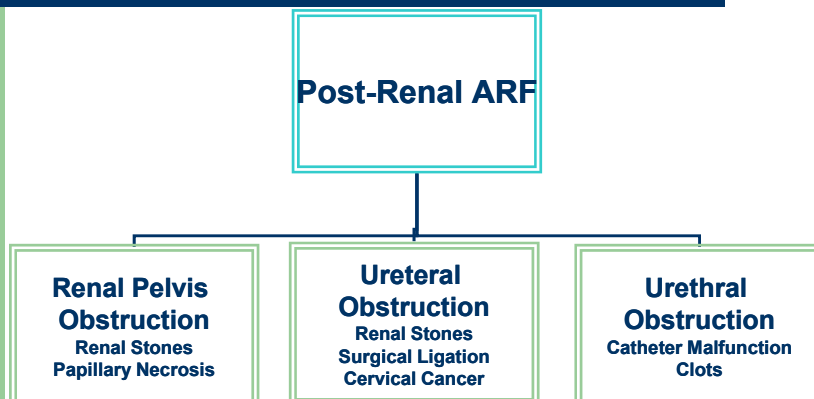 Post-Renal ARF
Renal Pelvis
Obstruction
Renal Stones
Papillary Necrosis
Ureteral
Obstruction
Renal Stones
Surgical Ligation
Cervical Cancer
Urethral
Obstruction
Catheter Malfunction
Clots